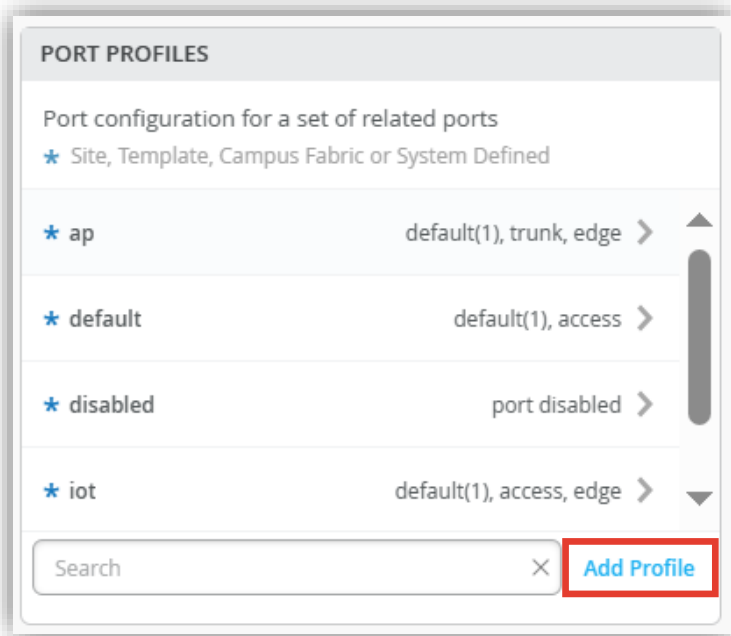 PORT PROFILES
Port configuration for a set of related ports
* Site, Template, Campus Fabric or System Defined
* ap default(1), trunk, edge
* default default(1), access
* disabled port disabled
* iot default(1), access, edge
Search Add Profile